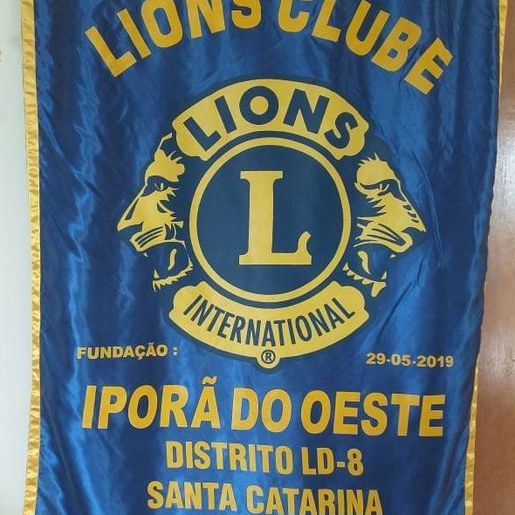 LIONS CLUBE
LIONS
L
INTERNATIONAL
®
FUNDAÇÃO : 29-05-2019
IPORÃ DO OESTE
DISTRITO LD-8
SANTA CATARINA